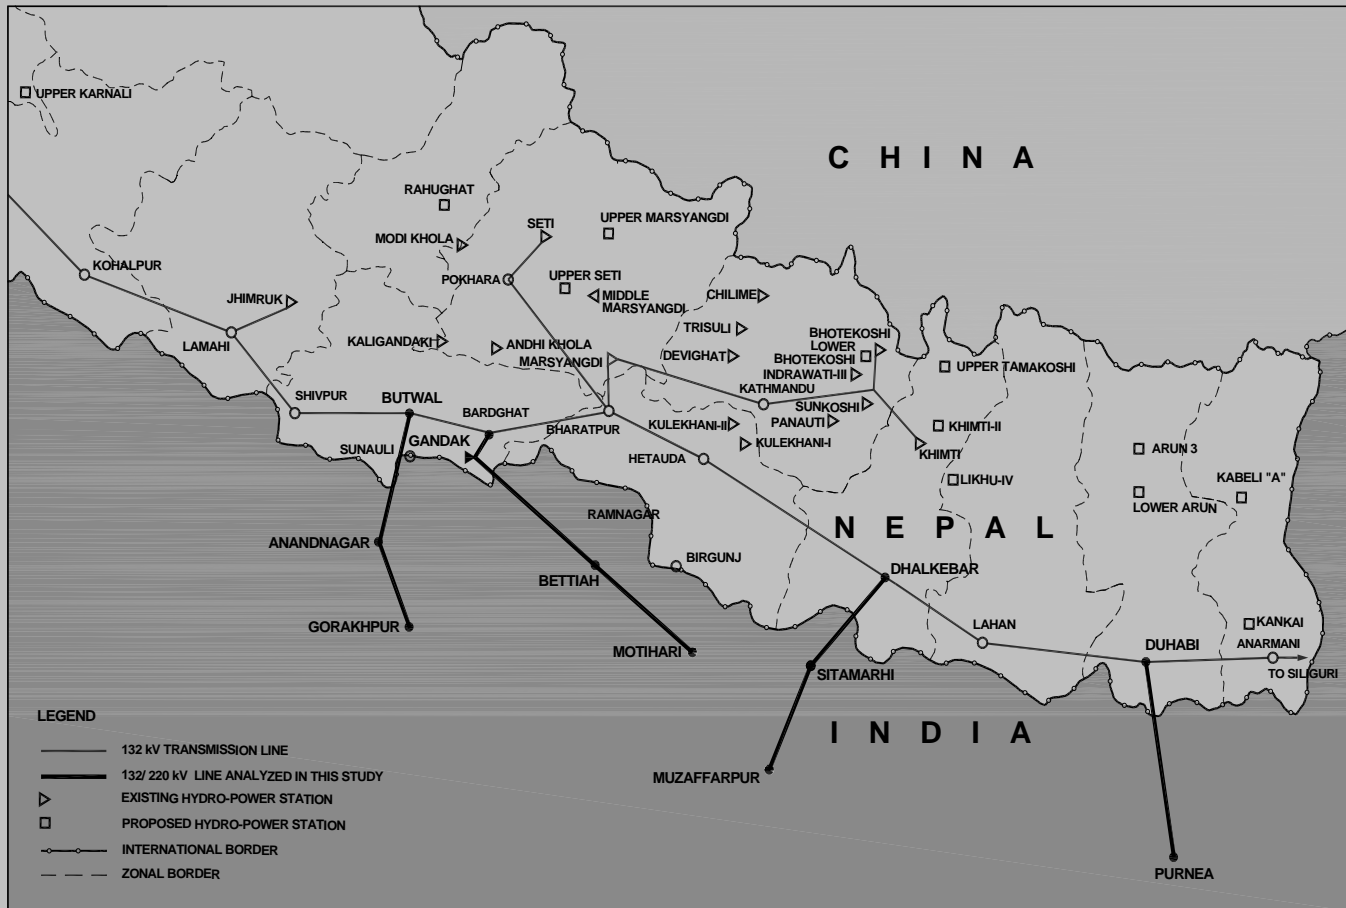 UPPER KARNALI
CHINA
RAHUGHAT
UPPER MARSYANGDI
SETI
MODI KHOLA
KOHALPUR
POKHARA
UPPER SETI
JHIMRUK
MIDDLE
MARSYANGDI
CHILIME
TRISULI
BHOTEKOSHI
LAMAHI
KALIGANDAKI
ANDHI KHOLA
LOWER
BHOTEKOSHI
MARSYANGDI
DEVIGHAT
INDRAWATI-III
UPPER TAMAKOSHI
KATHMANDU
SHIVPUR
BUTWAL
BARDGHAT
SUNKOSHI
BHARATPUR
KULEKHANI-II
PANAUTI
KHIMTI-II
SUNAULI
GANDAK
KULEKHANI-I
KHIMTI
ARUN 3
HETAUDA
LIKHU-IV
KABELI "A"
LOWER ARUN
RAMNAGAR
NEPAL
ANANDNAGAR
BIRGUNJ
DHALKEBAR
BETTIAH
GORAKHPUR
LAHAN
KANKAI
MOTIHARI
DUHABI
ANARMANI
SITAMARHI
TO SILIGURI
INDIA
MUZAFFARPUR
PURNEA
LEGEND
132 kV TRANSMISSION LINE
132/ 220 kV LINE ANALYZED IN THIS STUDY
EXISTING HYDRO-POWER STATION
PROPOSED HYDRO-POWER STATION
INTERNATIONAL BORDER
ZONAL BORDER